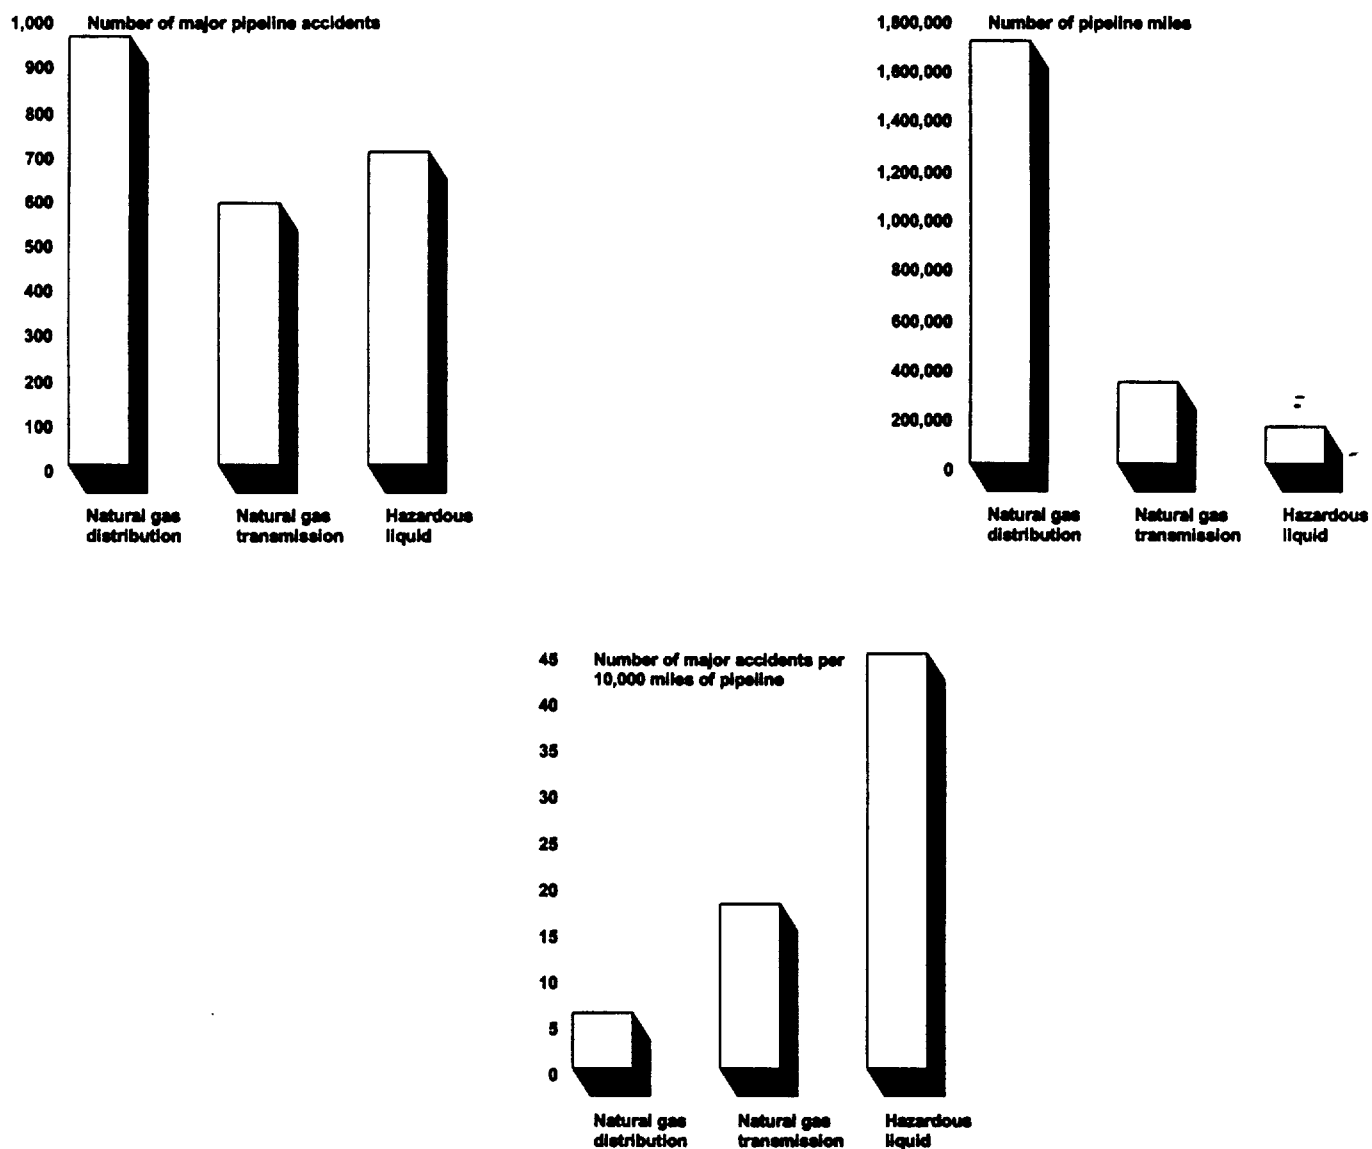 Number of major pipeline accidents
1,000
900
800
700
600
500
400
300
200
100
0
Natural gas
distribution
Natural gas
transmission
Hazardous
liquid
Number of pipeline miles
1,800,000
1,600,000
1,400,000
1,200,000
1,000,000
800,000
600,000
400,000
200,000
0
Natural gas
distribution
Natural gas
transmission
Hazardous
liquid
Number of major accidents per
10,000 miles of pipeline
45
40
35
30
25
20
15
10
5
0
Natural gas
distribution
Natural gas
transmission
Hazardous
liquid